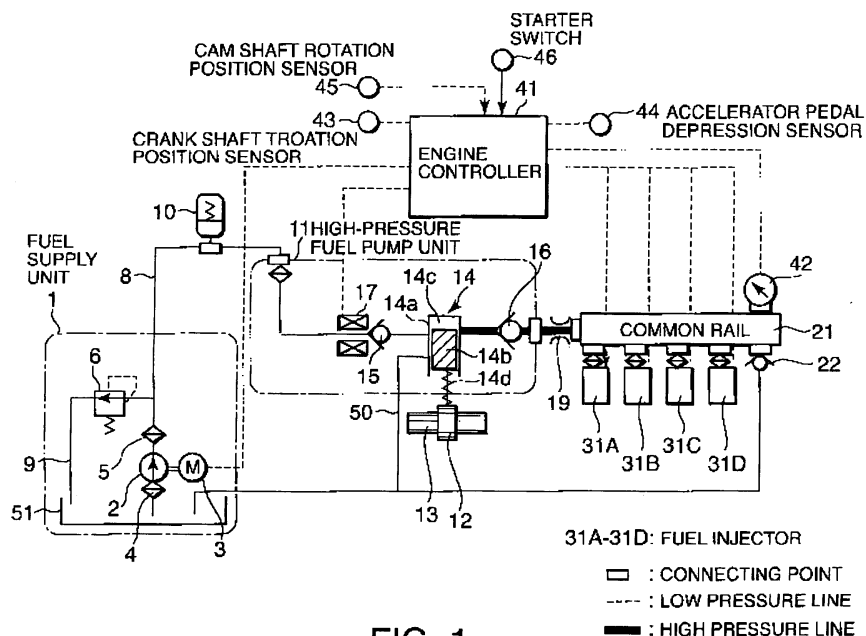 STARTER
SWITCH
CAM SHAFT ROTATION
POSITION SENSOR
46
45
41
43
44 ACCELERATOR PEDAL
DEPRESSION SENSOR
CRANK SHAFT TROATION
POSITION SENSOR
ENGINE
CONTROLLER
10
11 HIGH-PRESSURE
FUEL PUMP UNIT
FUEL
SUPPLY
UNIT
8
16
42
14c
14
1
17
14a
COMMON RAIL
21
6
14b
15
14d
19
22
50
31A
31C
31B
31D
9
5
2
M
51
13
12
4
3
31A-31D: FUEL INJECTOR
: CONNECTING POINT
: LOW PRESSURE LINE
: HIGH PRESSURE LINE
FIG. 1